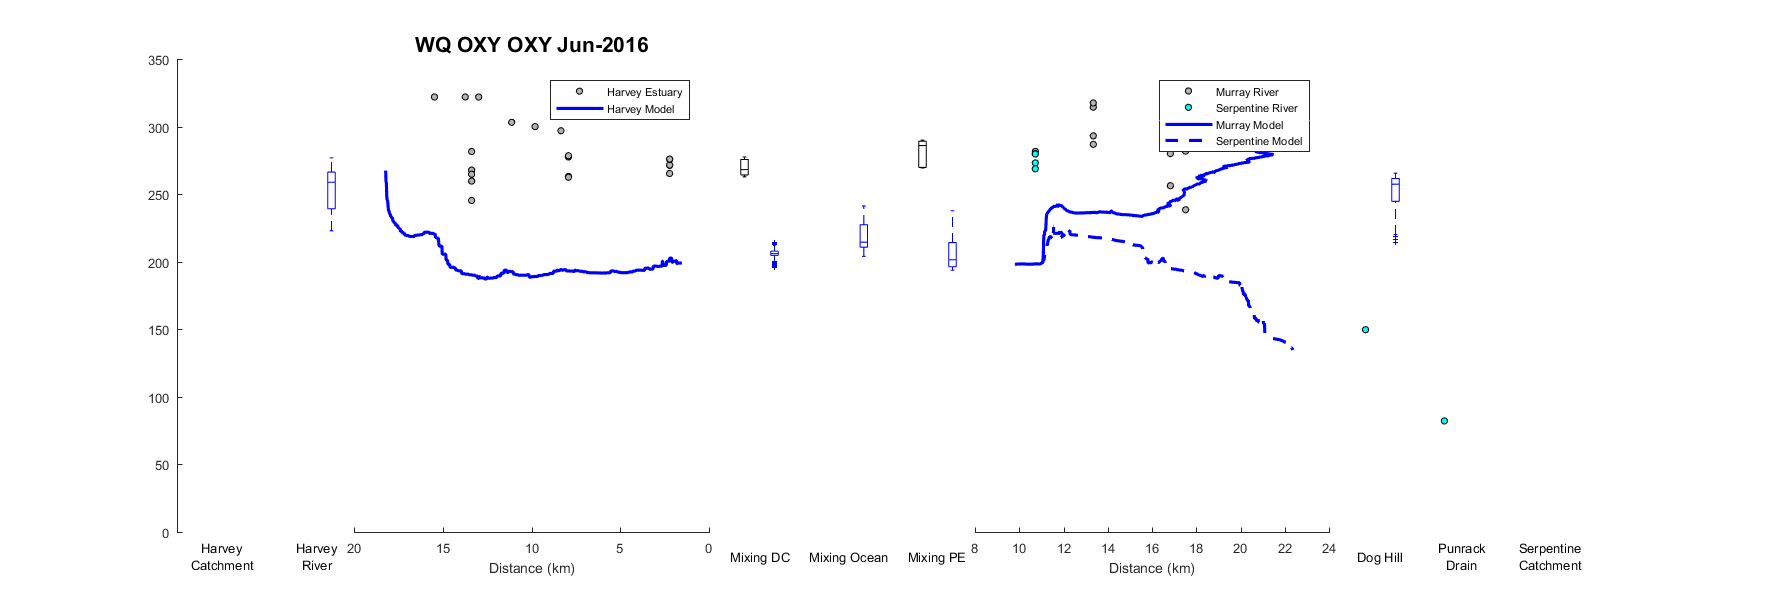 WQ OXY OXY Jun-2016
350
300
250
200
150
100
50
0
Harvey Estuary
Harvey Model
Murray River
Serpentine River
Murray Model
Serpentine Model
Harvey
Catchment
Harvey
River
20 15 10 5 0
Distance (km)
Mixing DC
Mixing Ocean
Mixing PE
8 10 12 14 16 18 20 22 24
Distance (km)
Dog Hill
Punrack
Drain
Serpentine
Catchment